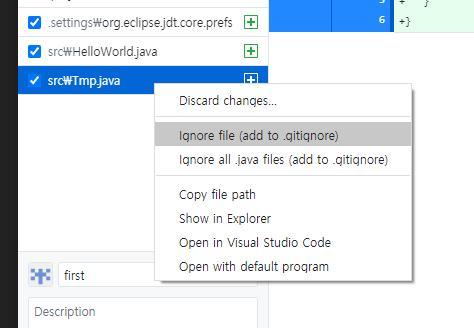 .settings₩org.eclipse.jdt.core.prefs
src₩HelloWorld.java
src₩Tmp.java
5 + }
6 +}
Discard changes...
Ignore file (add to .gitignore)
Ignore all .java files (add to .gitignore)
Copy file path
Show in Explorer
Open in Visual Studio Code
Open with default program
first
Description